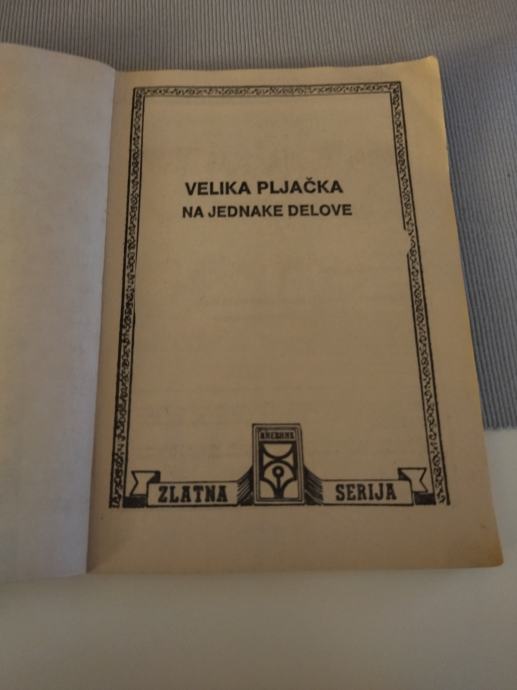 VELIKA PLJAČKA
NA JEDNAKE DELOVE
ZLATNA SERIJA